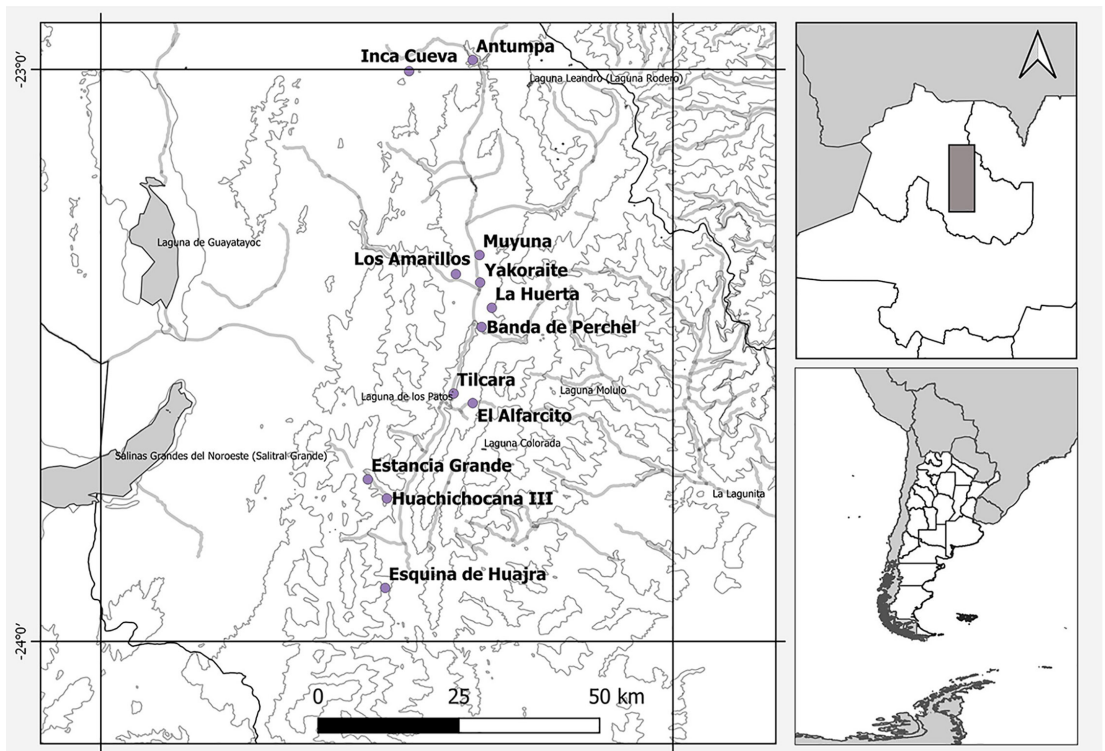 Antumpa
Inca Cueva
-23°0'
Laguna Leandro (Laguna Rodero)
Muyuna
Laguna de Guayatayoc
Los Amarillos
Yakoraite
La Huerta
Banda de Perchel
Tilcara
Laguna de los Patos
Laguna Molulo
El Alfarcito
Laguna Colorada
Salinas Grandes del Noroeste (Salitral Grande)
Estancia Grande
La Lagunita
Huachichocana III
Esquina de Huajra
-24°0'
0 25 50 km